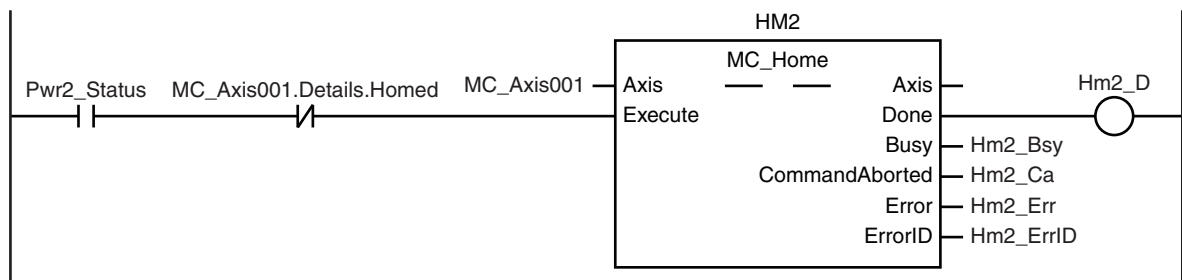 HM2
MC_Home
Pwr2_Status MC_Axis001.Details.Homed MC_Axis001 Axis Axis Hm2_D
Execute Done
Busy Hm2_Bsy
CommandAborted Hm2_Ca
Error Hm2_Err
ErrorID Hm2_ErrID